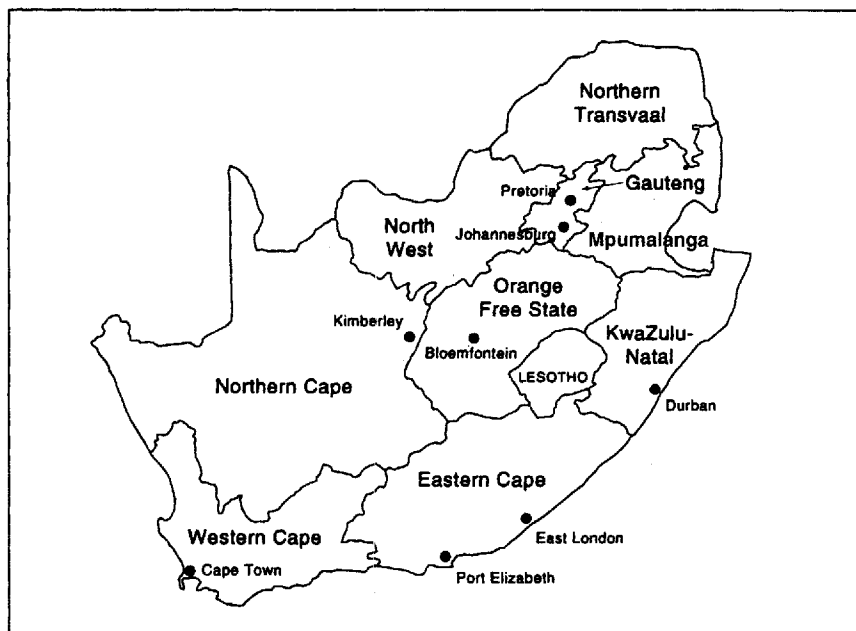 Northern
Transvaal
Pretoria
Gauteng
North
West
Johannesburg
Mpumalanga
Orange
Free State
Kimberley
Bloemfontein
KwaZulu-
Natal
Northern Cape
LESOTHO
Durban
Eastern Cape
Western Cape
East London
Cape Town
Port Elizabeth